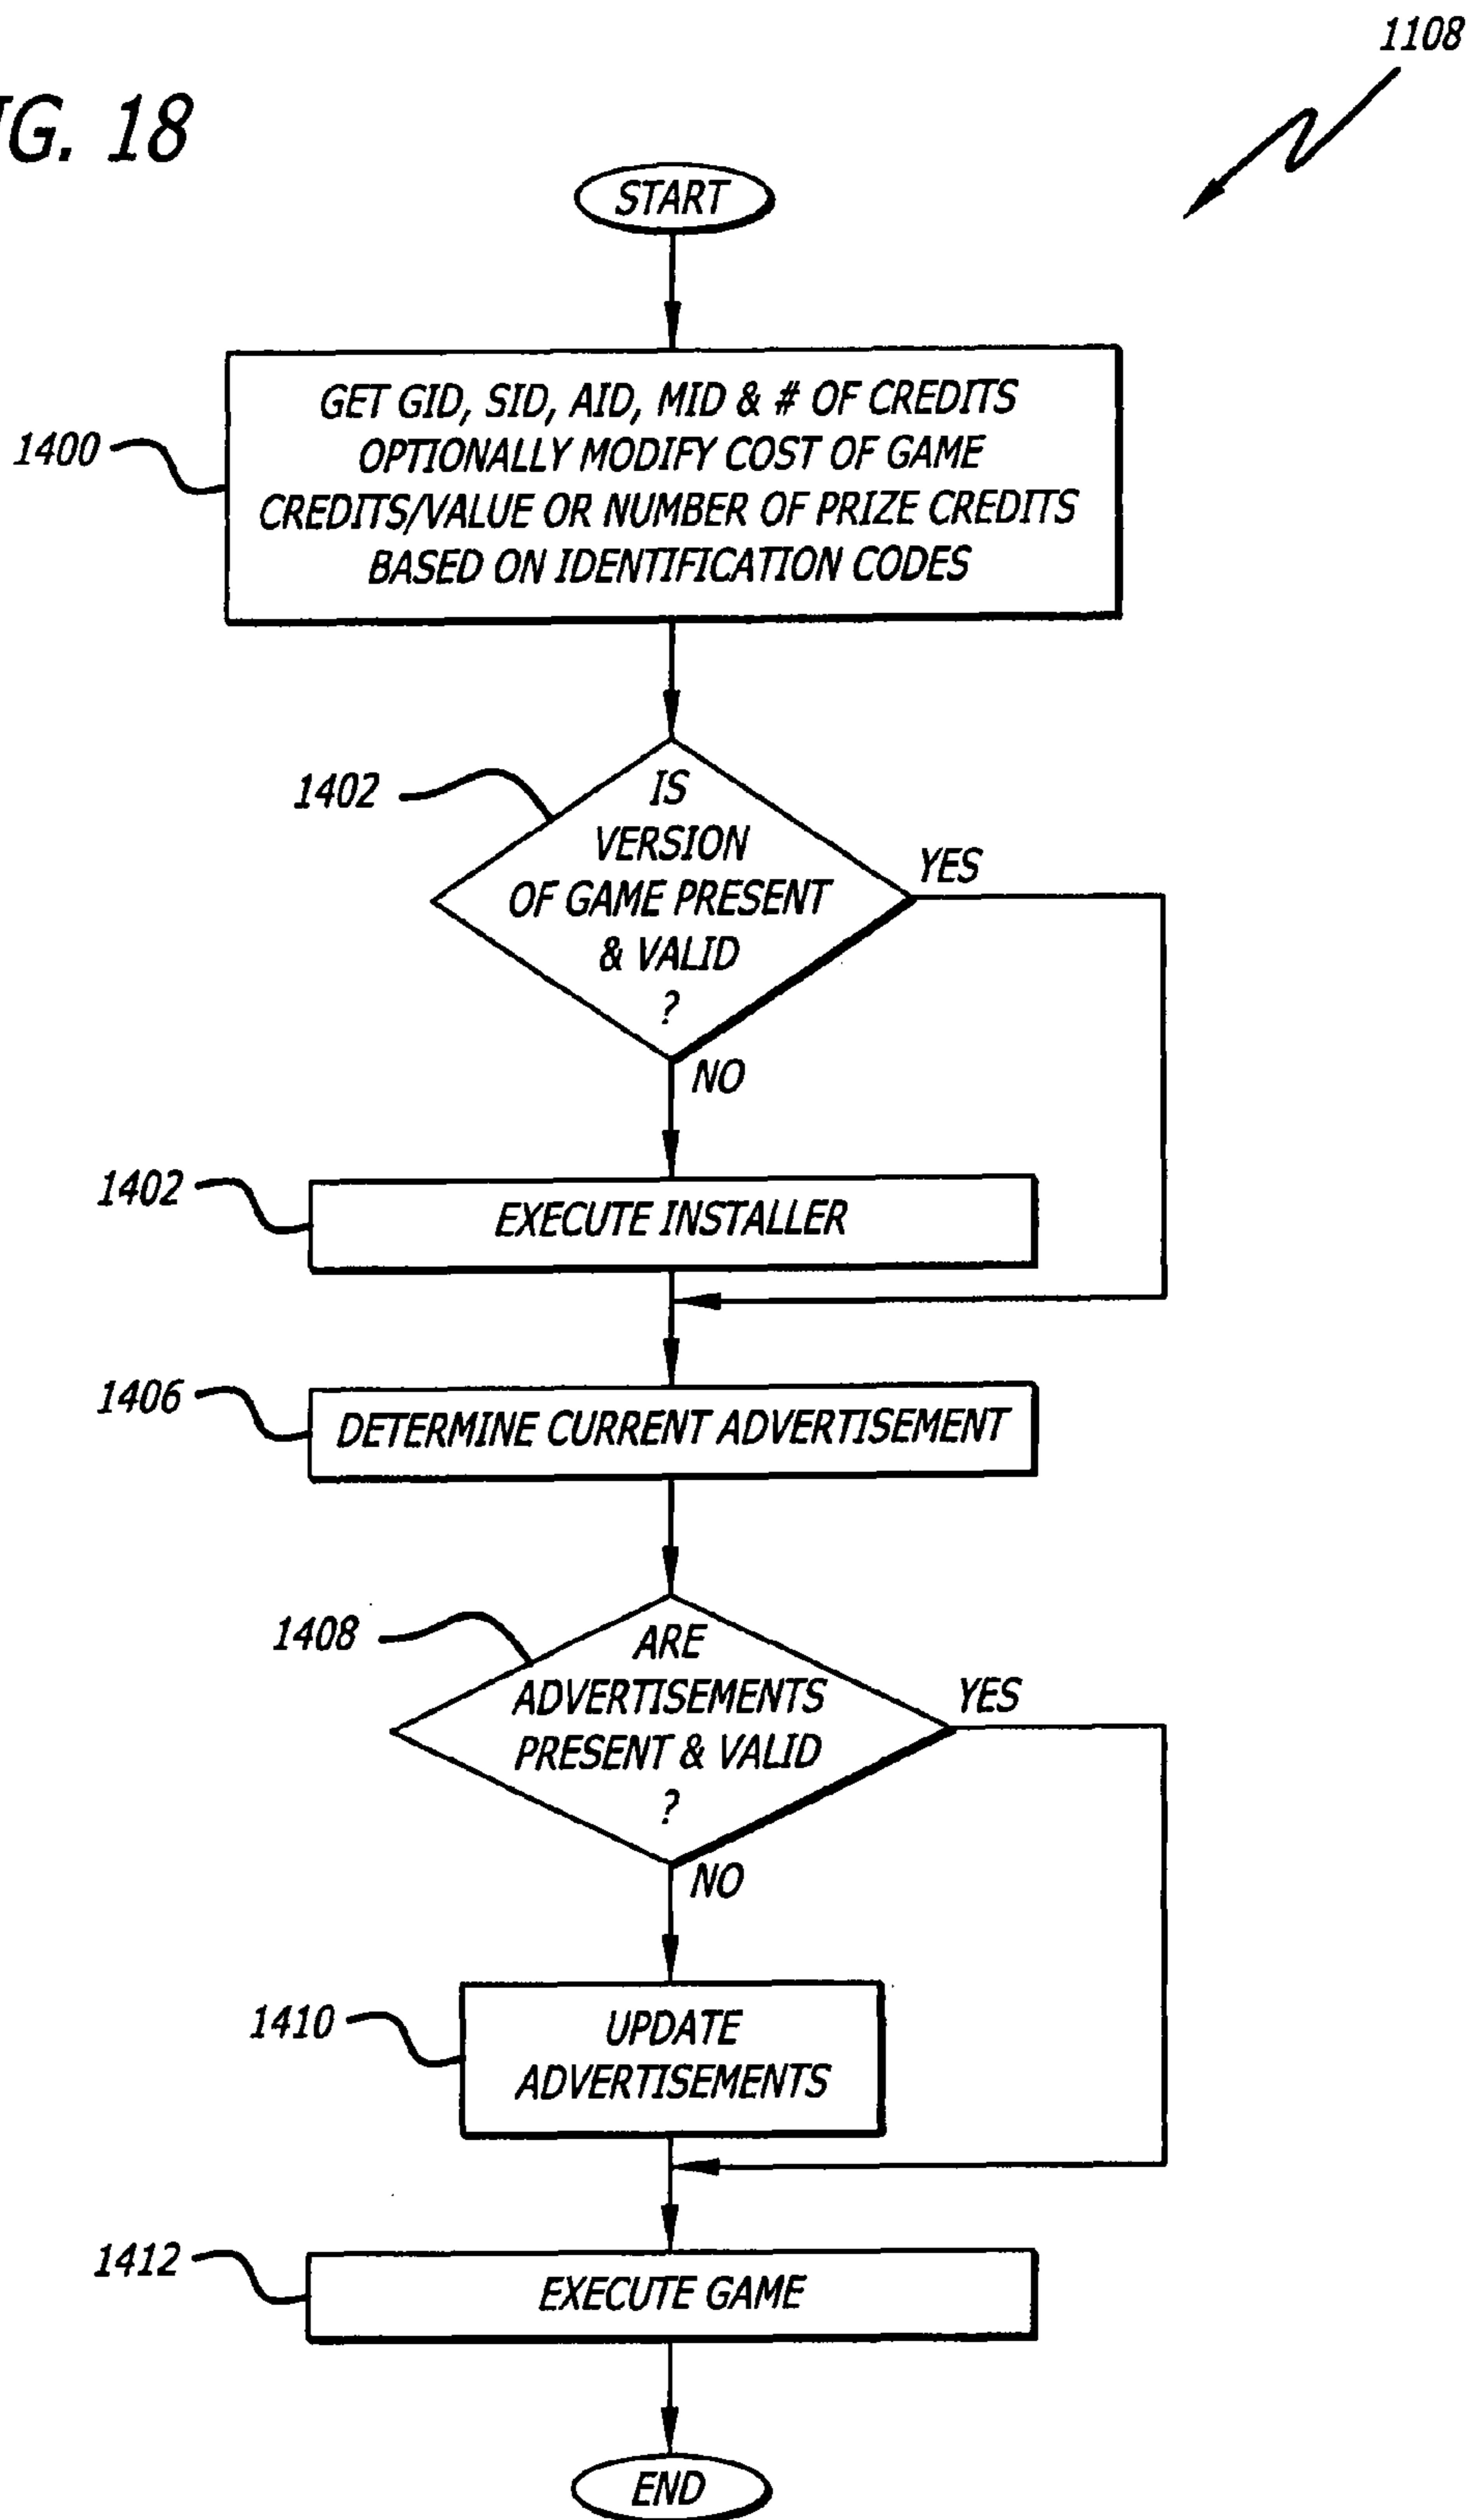 1108
G. 18
START
1400
GET GID, SID, AID, MID & # OF CREDITS
OPTIONALLY MODIFY COST OF GAME
CREDITS/VALUE OR NUMBER OF PRIZE CREDITS
BASED ON IDENTIFICATION CODES
1402
IS
VERSION
OF GAME PRESENT
& VALID
?
YES
NO
1402
EXECUTE INSTALLER
1406
DETERMINE CURRENT ADVERTISEMENT
1408
ARE
ADVERTISEMENTS
PRESENT & VALID
?
YES
NO
1410
UPDATE
ADVERTISEMENTS
1412
EXECUTE GAME
END